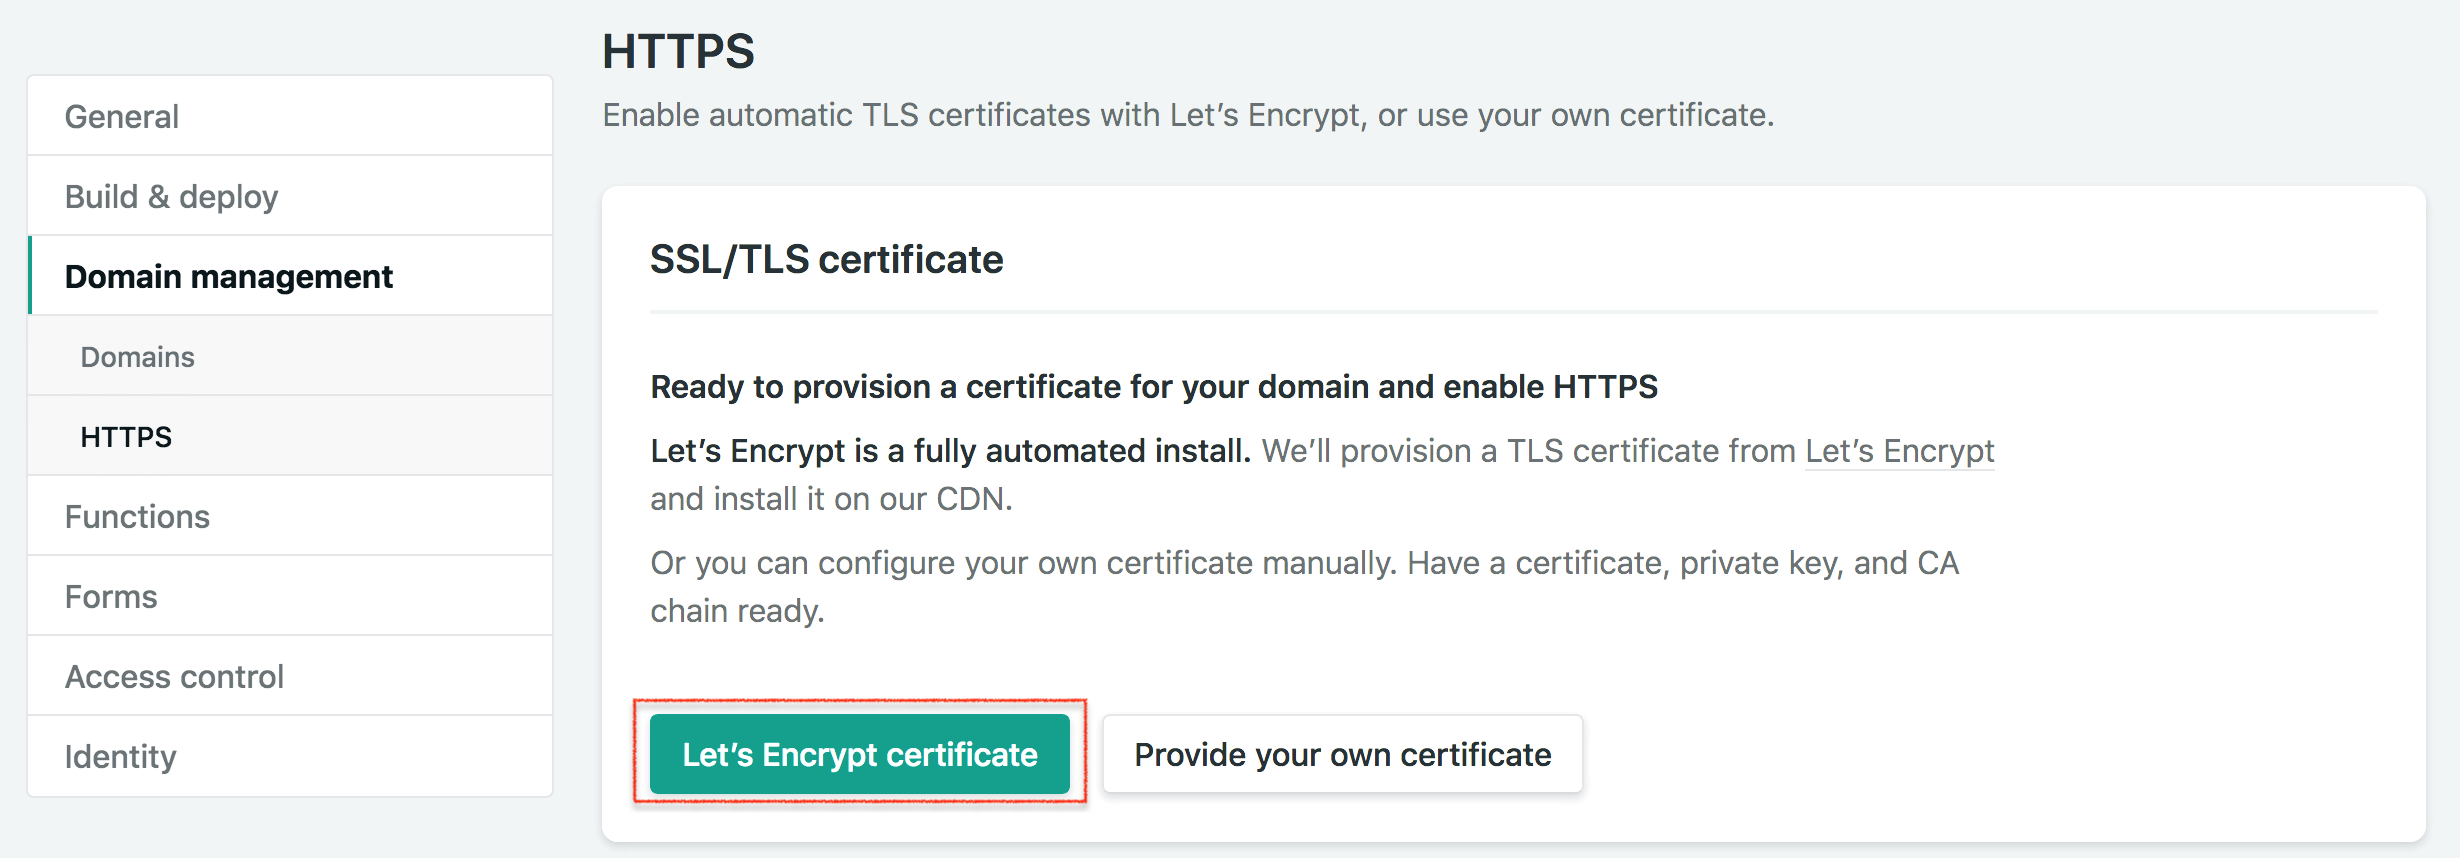 General
Build & deploy
Domain management
Domains
HTTPS
Functions
Forms
Access control
Identity
HTTPS
Enable automatic TLS certificates with Let’s Encrypt, or use your own certificate.
SSL/TLS certificate
Ready to provision a certificate for your domain and enable HTTPS
Let’s Encrypt is a fully automated install. We’ll provision a TLS certificate from Let’s Encrypt
and install it on our CDN.
Or you can configure your own certificate manually. Have a certificate, private key, and CA
chain ready.
Let’s Encrypt certificate
Provide your own certificate